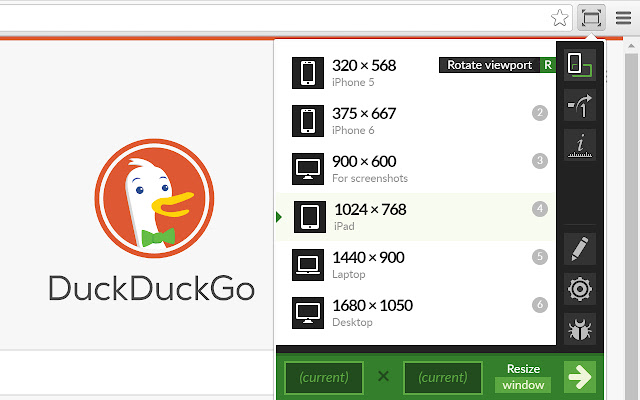 320 × 568
Rotate viewport R
iPhone 5
375 × 667
2
iPhone 6
900 × 600
3
For screenshots
1024 × 768
4
iPad
1440 × 900
5
Laptop
1680 × 1050
6
Desktop
DuckDuckGo
(current) × (current)
Resize
window